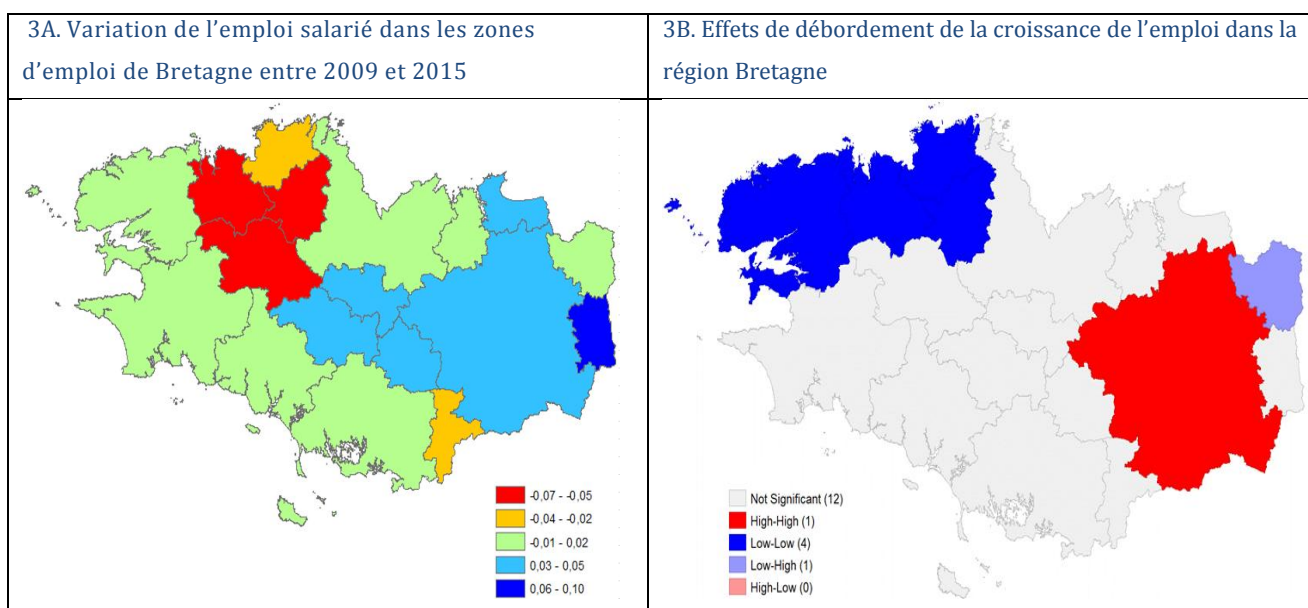 3A. Variation de l’emploi salarié dans les zones
d’emploi de Bretagne entre 2009 et 2015
3B. Effets de débordement de la croissance de l’emploi dans la
région Bretagne
-0,07 - -0,05
-0,04 - -0,02
-0,01 - 0,02
0,03 - 0,05
0,06 - 0,10
Not Significant (12)
High-High (1)
Low-Low (4)
Low-High (1)
High-Low (0)